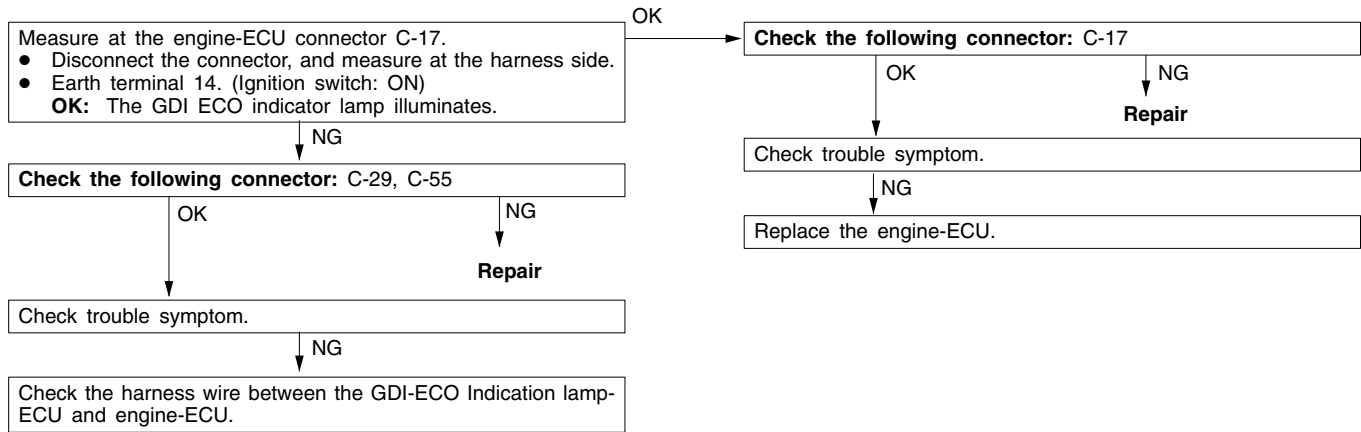 Measure at the engine-ECU connector C-17.
● Disconnect the connector, and measure at the harness side.
● Earth terminal 14. (Ignition switch: ON)
OK: The GDI ECO indicator lamp illuminates.
OK
Check the following connector: C-17
OK
NG
Repair
Check trouble symptom.
NG
Replace the engine-ECU.
NG
Check the following connector: C-29, C-55
OK
NG
Repair
Check trouble symptom.
NG
Check the harness wire between the GDI-ECO Indication lamp-
ECU and engine-ECU.